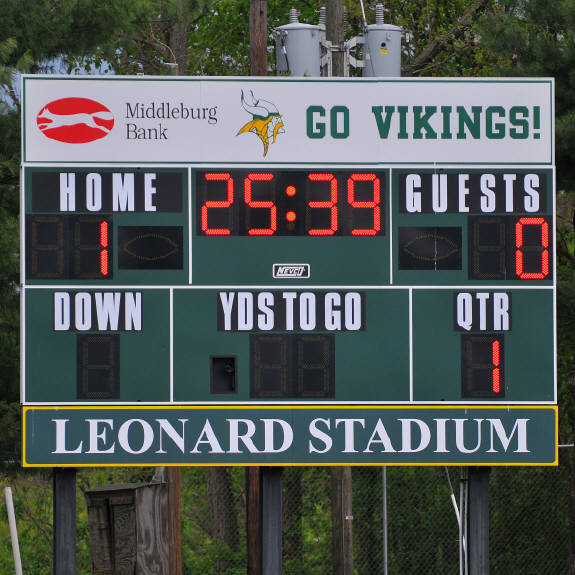 Middleburg
Bank
GO VIKINGS!
HOME 25:39 GUESTS
1 0
NEVCO
DOWN YDS TO GO QTR
1
LEONARD STADIUM